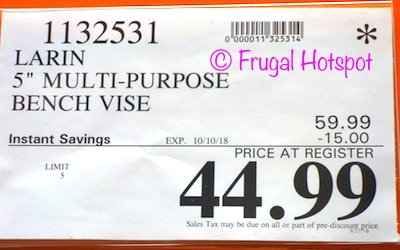 1132531
0"000011"325314"
*
LARIN
5" MULTI-PURPOSE
BENCH VISE
© Frugal Hotspot
59.99
Instant Savings EXP. 10/10/18 -15.00
PRICE AT REGISTER
LIMIT
5
44.99
Sales Tax may be due on all or part of pre-discount price